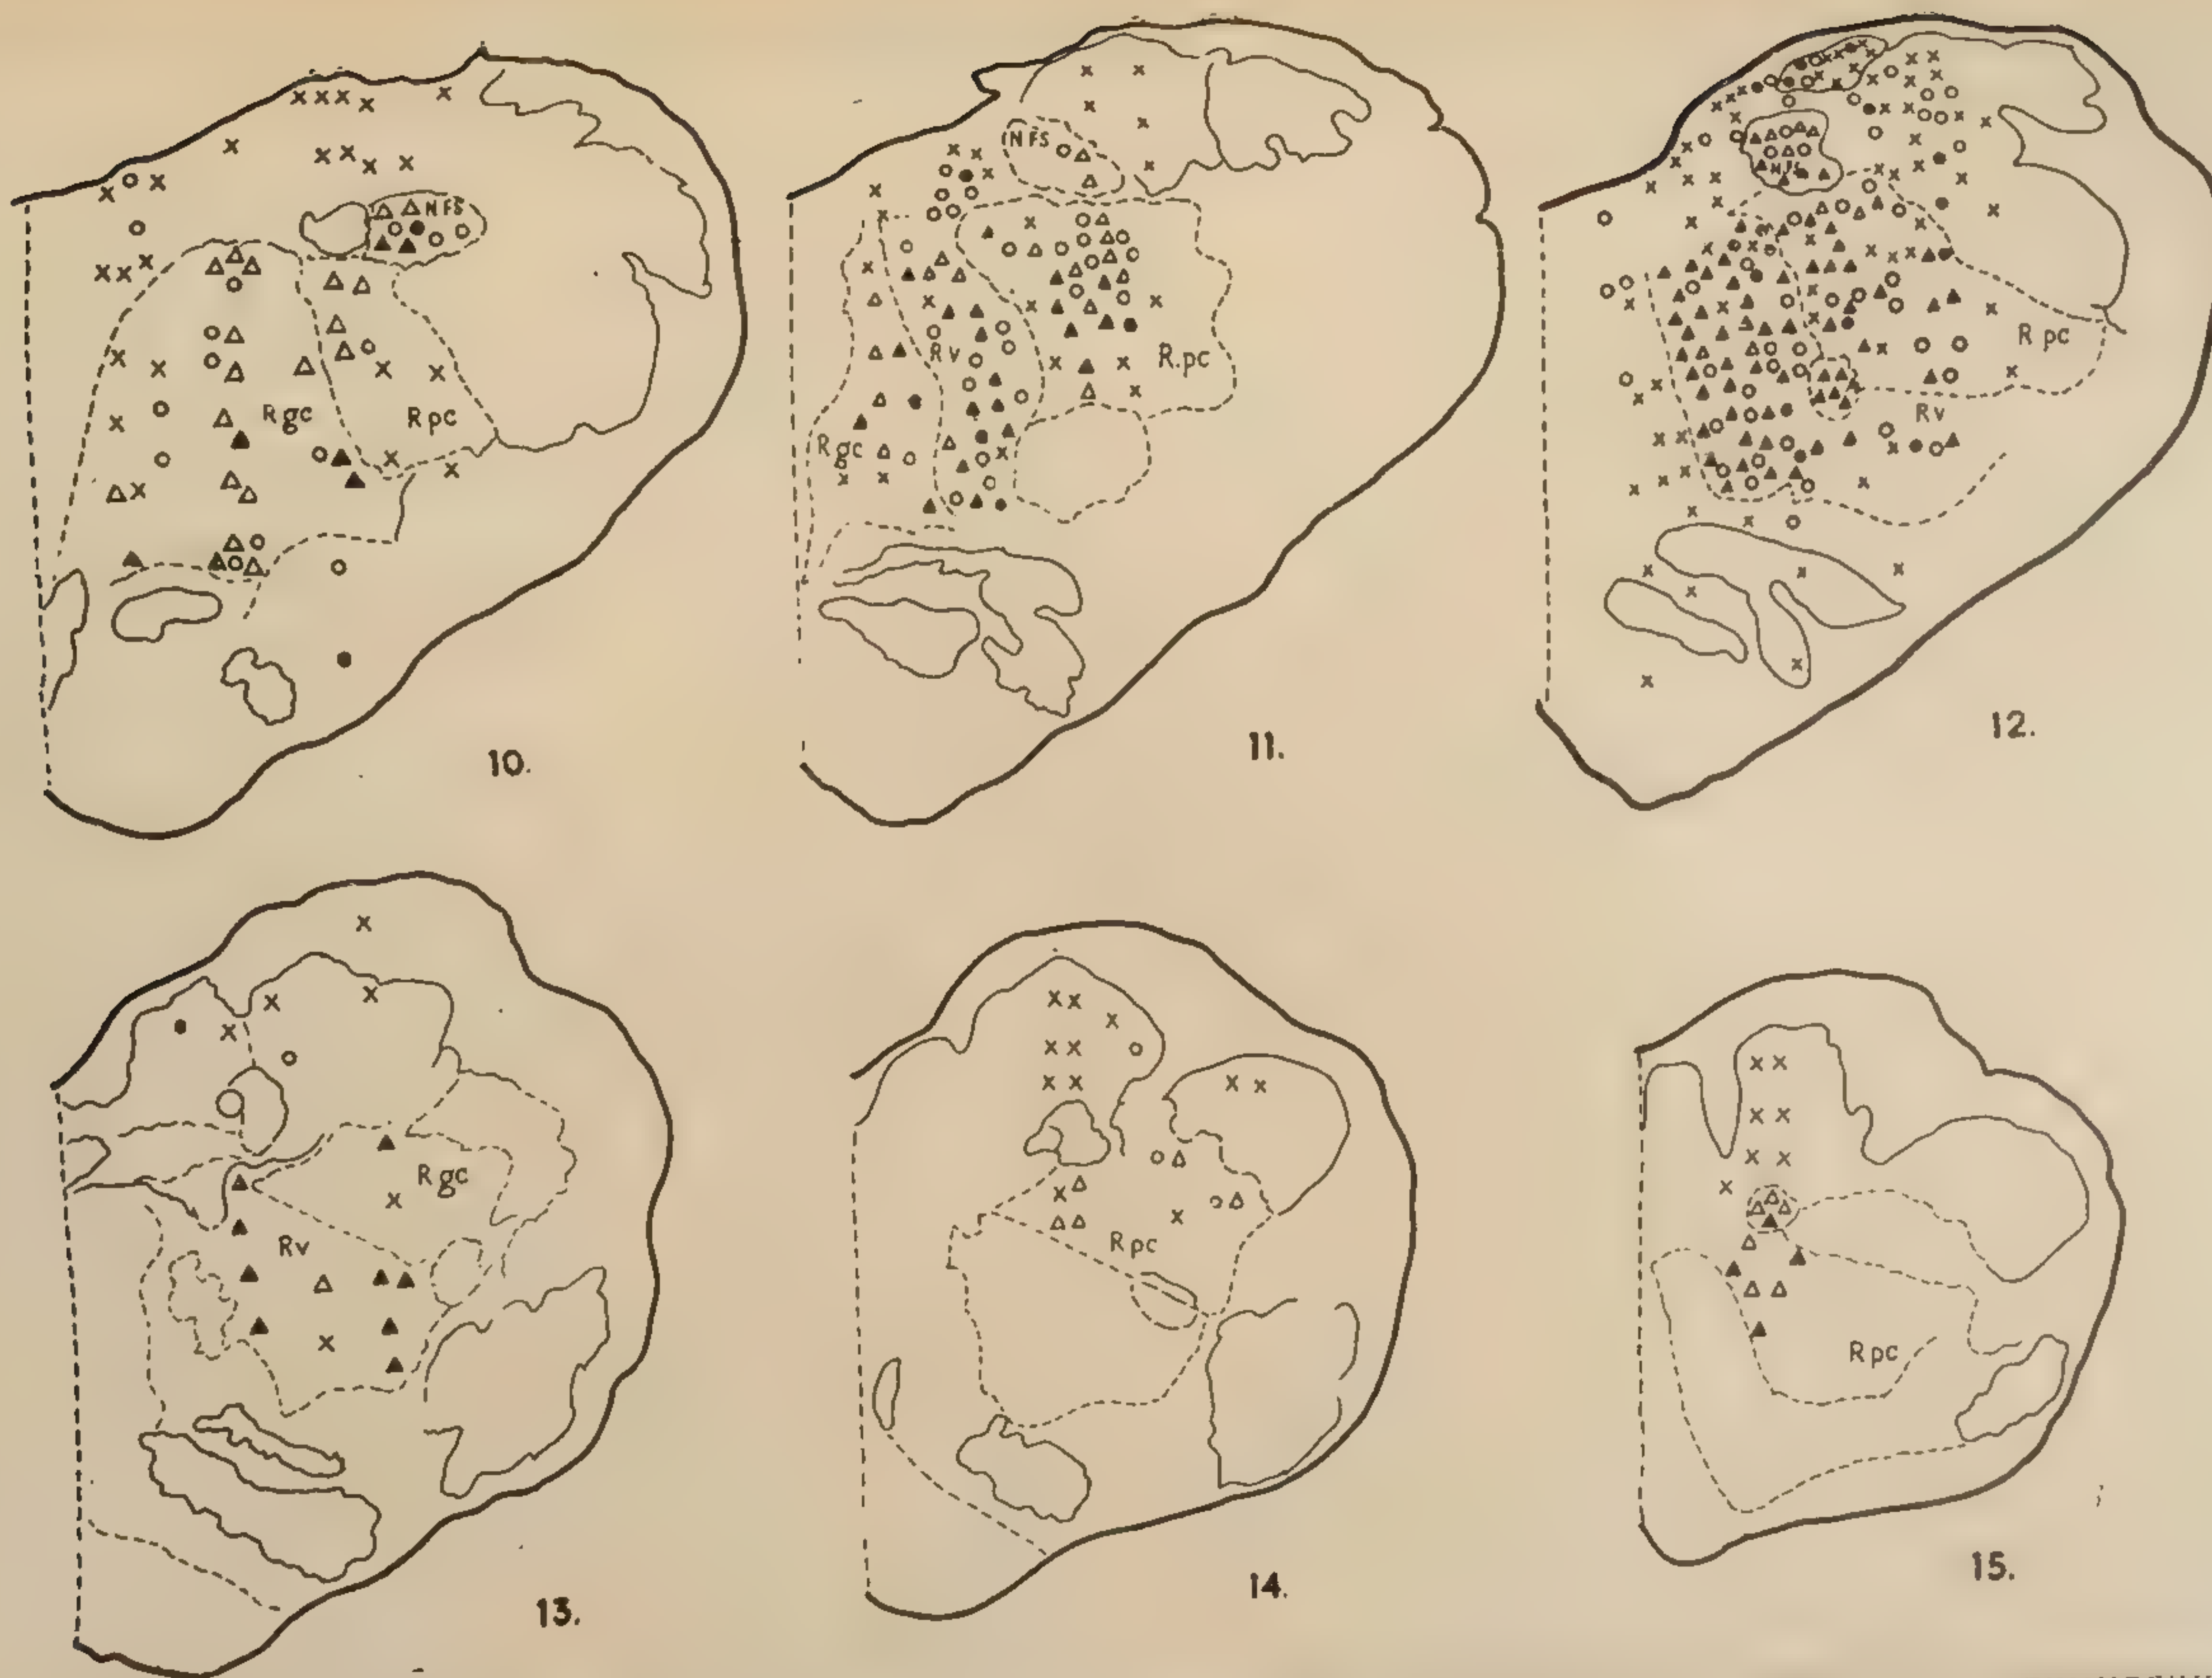 NFS
Rgc
Rpc
10.
NFS
Rv
R.pc
Rgc
11.
NFS
Rpc
Rv
12.
Rgc
Rv
13.
Rpc
14.
Rpc
15.